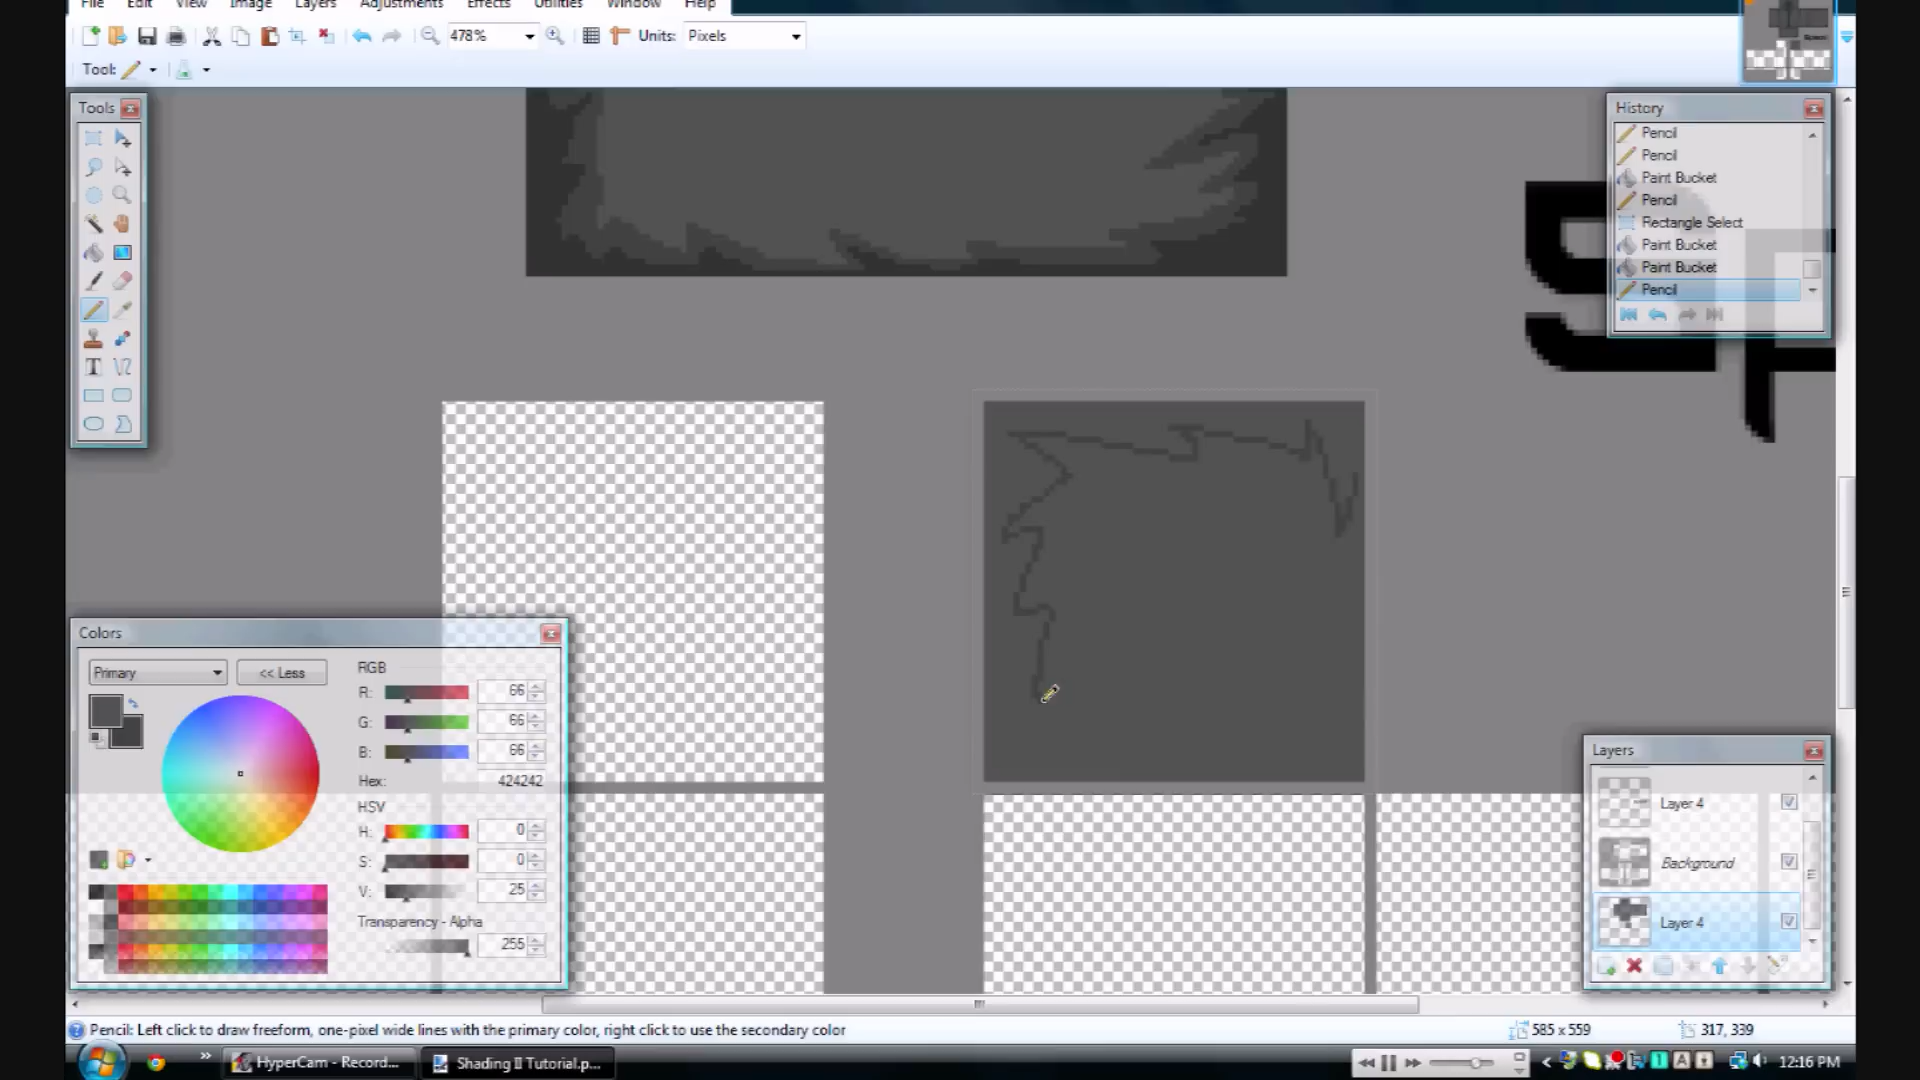 File Edit View Image Layers Adjustments Effects Utilities Window Help
478% Units: Pixels
Tool:
Tools
T
History
Pencil
Pencil
Paint Bucket
Pencil
Rectangle Select
Paint Bucket
Paint Bucket
Pencil
Colors
Primary << Less
RGB
R: 66
G: 66
B: 66
Hex: 424242
HSV
H: 0
S: 0
V: 25
Transparency - Alpha
255
Layers
Layer 4
Background
Layer 4
Pencil: Left click to draw freeform, one-pixel wide lines with the primary color, right click to use the secondary color
585 x 559 317, 339
HyperCam - Record... Shading II Tutorial.p... 12:16 PM